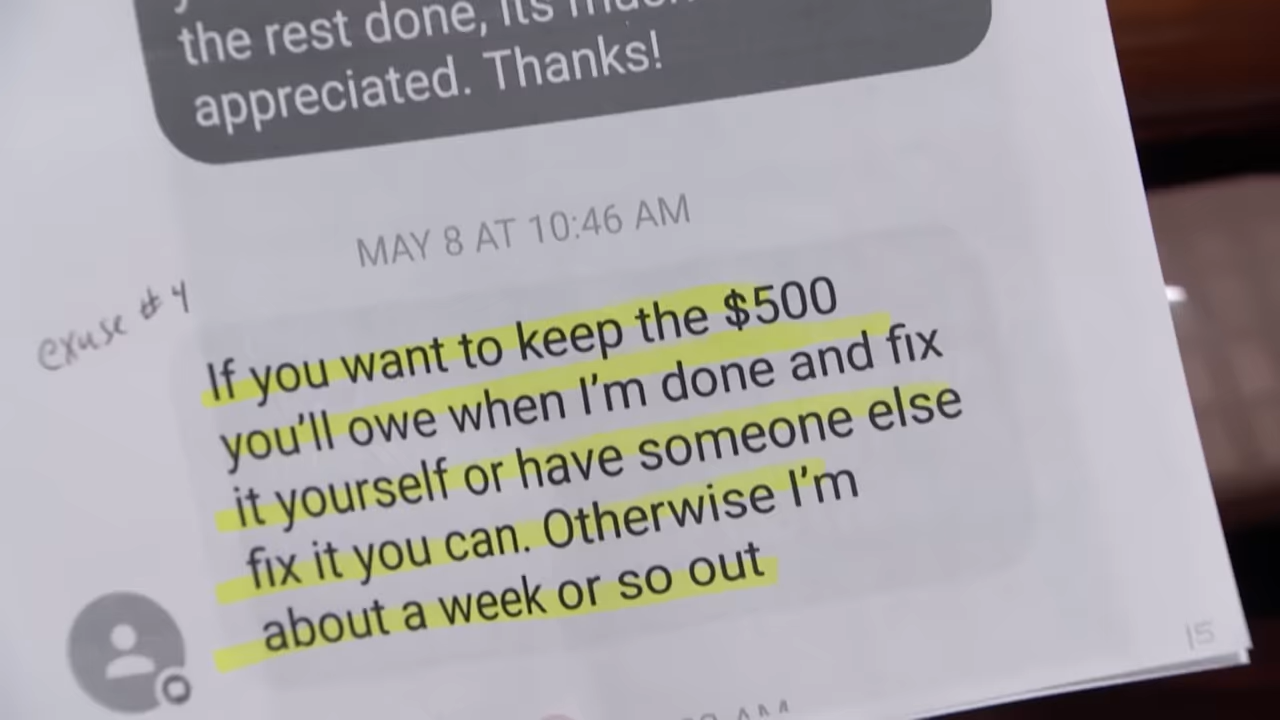 the rest done, its much
appreciated. Thanks!
MAY 8 AT 10:46 AM
exuse #4
If you want to keep the $500
you'll owe when I'm done and fix
it yourself or have someone else
fix it you can. Otherwise I'm
about a week or so out
15
AM